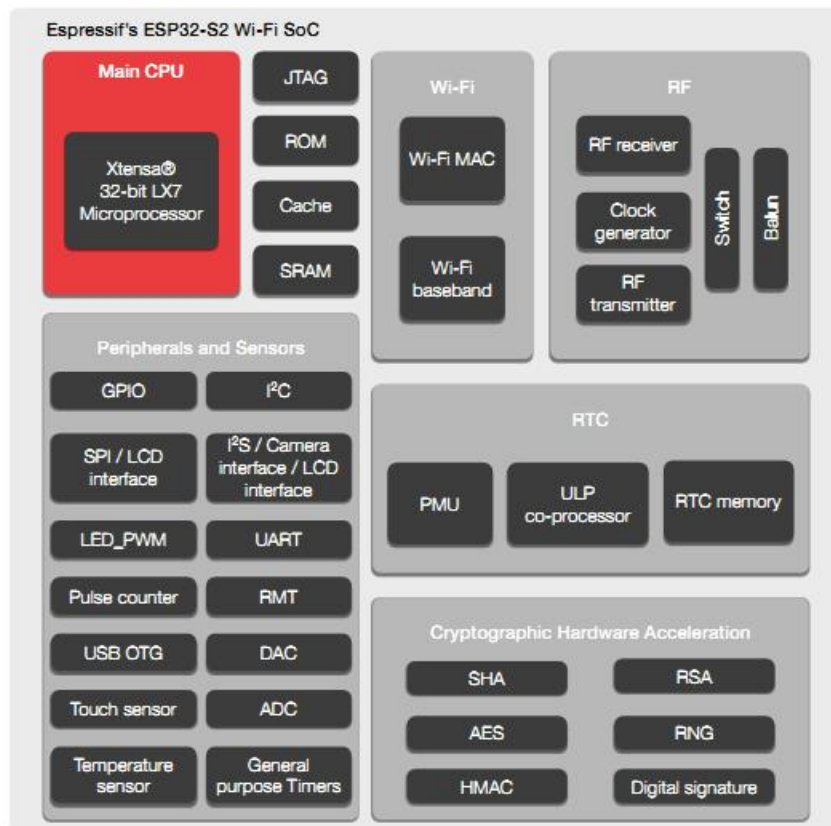 Espressif's ESP32-S2 Wi-Fi SoC
Main CPU
Xtensa®
32-bit LX7
Microprocessor
JTAG
ROM
Cache
SRAM
Wi-Fi
Wi-Fi MAC
Wi-Fi
baseband
RF
RF receiver
Clock
generator
RF
transmitter
Switch
Balun
Peripherals and Sensors
GPIO
I²C
SPI / LCD
interface
I²S / Camera
interface / LCD
interface
LED_PWM
UART
Pulse counter
RMT
USB OTG
DAC
Touch sensor
ADC
Temperature
sensor
General
purpose Timers
RTC
PMU
ULP
co-processor
RTC memory
Cryptographic Hardware Acceleration
SHA
RSA
AES
RNG
HMAC
Digital signature